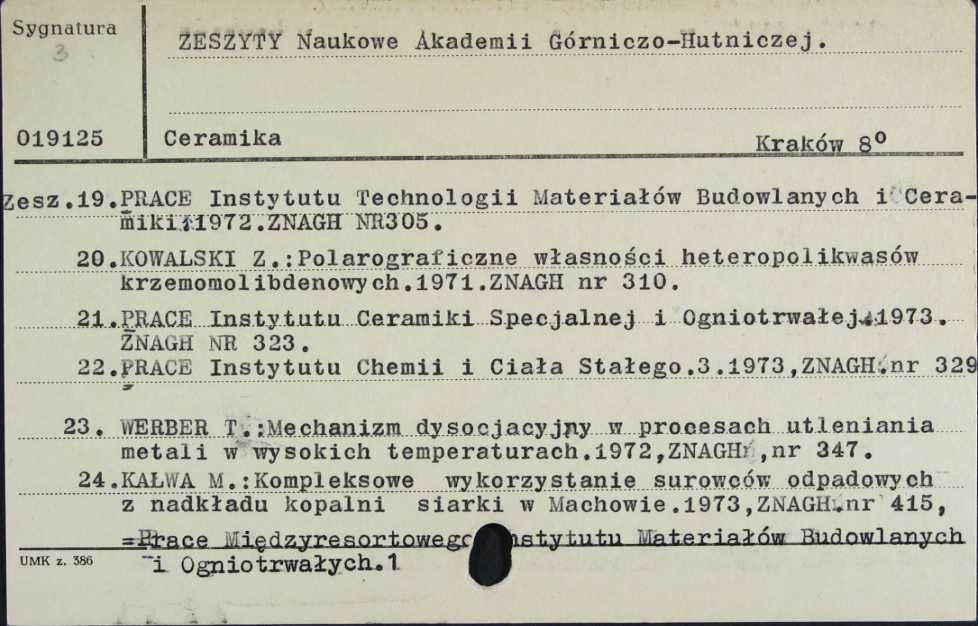 Sygnatura
3
ZESZYTY Naukowe Akademii Górniczo-Hutniczej.
019125
Ceramika
Kraków 8⁰
Zesz.19.PRACE Instytutu Technologii Materiałów Budowlanych i Cera-
miki.1972.ZNAGH NR305.
20.KOWALSKI Z.:Polarograficzne własności heteropolikwasów
krzemomolibdenowych.1971.ZNAGH nr 310.
21.PRACE Instytutu Ceramiki Specjalnej i Ogniotrwałej.1973.
ZNAGH NR 323.
22.PRACE Instytutu Chemii i Ciała Stałego.3.1973,ZNAGH.nr 329
23. WERBER T.:Mechanizm dysocjacyjny w procesach utleniania
metali w wysokich temperaturach.1972,ZNAGH,nr 347.
24.KAŁWA M.:Kompleksowe wykorzystanie surowców odpadowych
z nadkładu kopalni siarki w Machowie.1973,ZNAGH.nr 415,
=Prace Międzyresortowego Instytutu Materiałów Budowlanych
i Ogniotrwałych.1
UMK z. 386